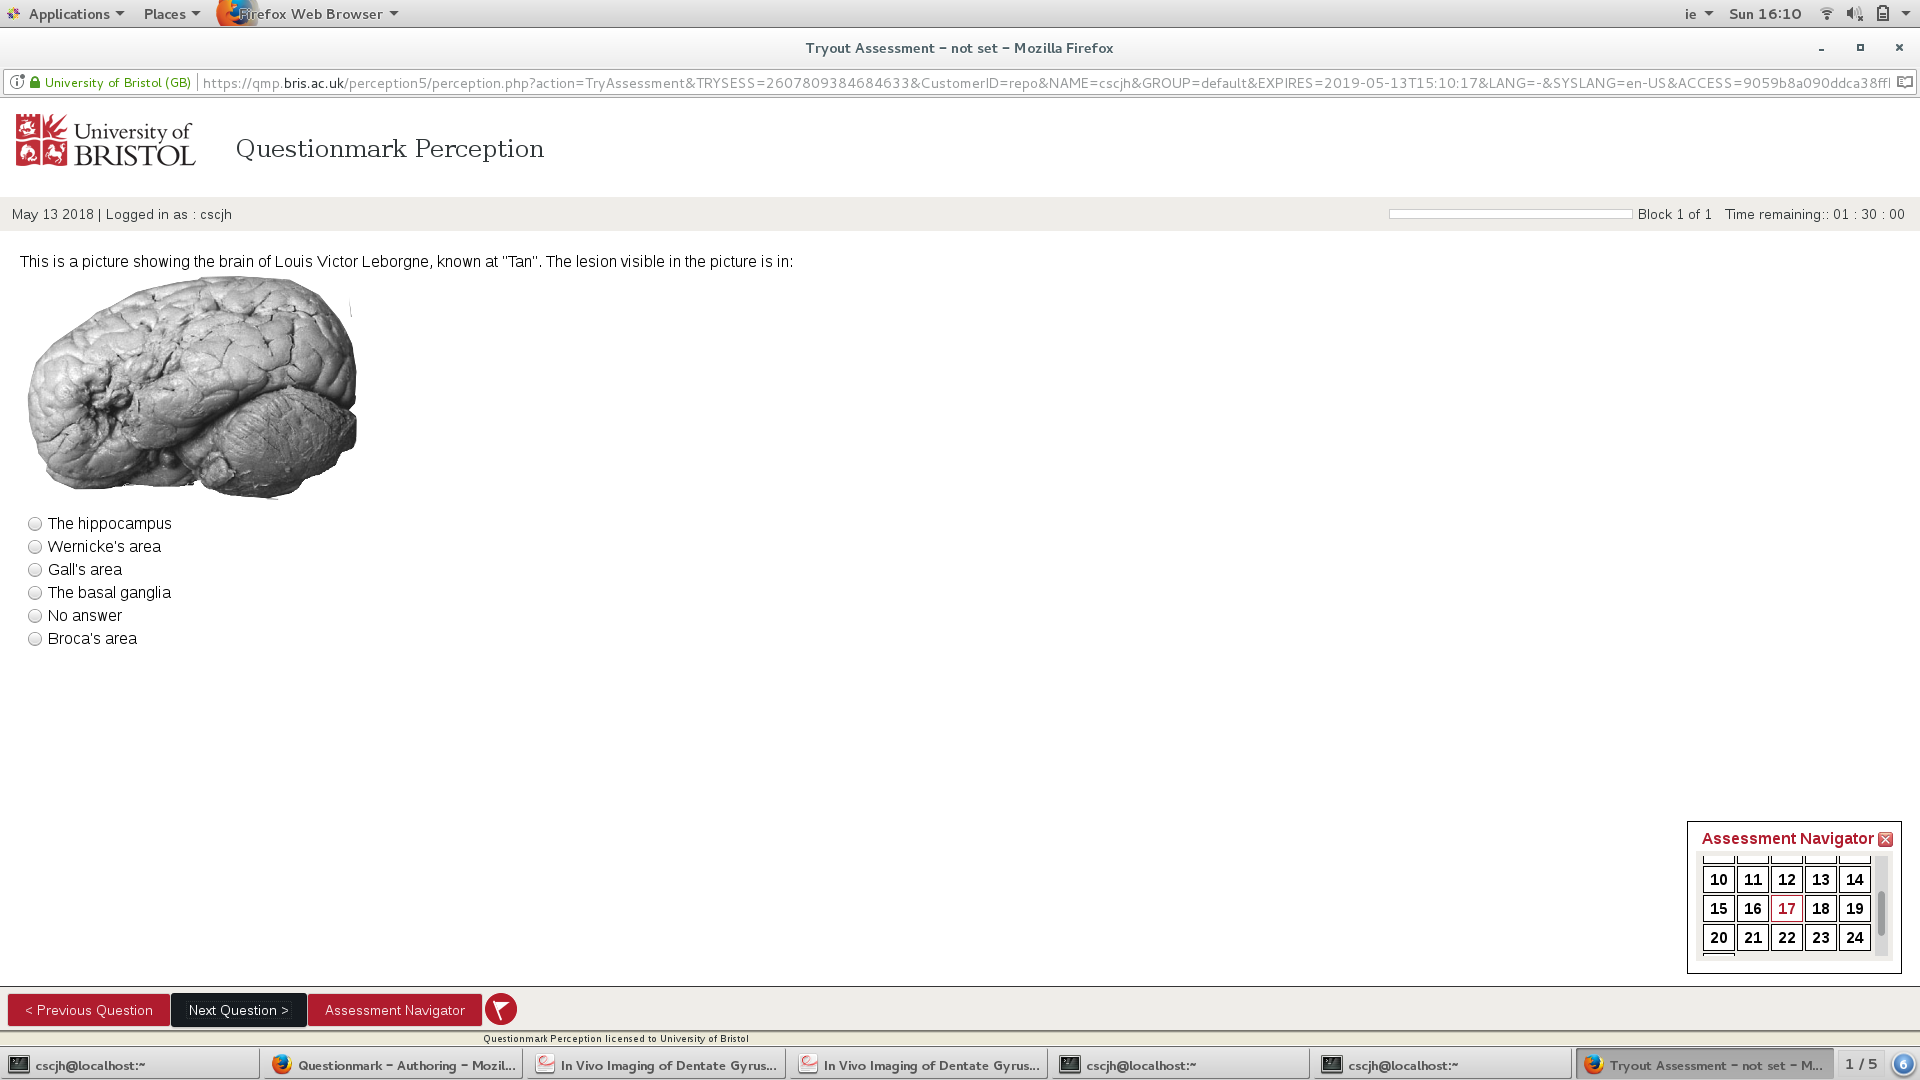 Applications Places Firefox Web Browser ie Sun 16:10
Tryout Assessment - not set - Mozilla Firefox
University of Bristol (GB) https://qmp.bris.ac.uk/perception5/perception.php?action=TryAssessment&TRYSESS=2607809384684633&CustomerID=repo&NAME=cscjh&GROUP=default&EXPIRES=2019-05-13T15:10:17&LANG=-&SYSLANG=en-US&ACCESS=9059b8a090ddca38ffl
University of
BRISTOL
Questionmark Perception
May 13 2018 | Logged in as : cscjh Block 1 of 1 Time remaining:: 01 : 30 : 00
This is a picture showing the brain of Louis Victor Leborgne, known at "Tan". The lesion visible in the picture is in:
The hippocampus
Wernicke's area
Gall's area
The basal ganglia
No answer
Broca's area
Assessment Navigator
10 11 12 13 14
15 16 17 18 19
20 21 22 23 24
< Previous Question Next Question > Assessment Navigator
Questionmark Perception licensed to University of Bristol
cscjh@localhost:~ Questionmark - Authoring - Mozil... In Vivo Imaging of Dentate Gyrus... In Vivo Imaging of Dentate Gyrus... cscjh@localhost:~ cscjh@localhost:~ Tryout Assessment - not set - M... 1 / 5 6